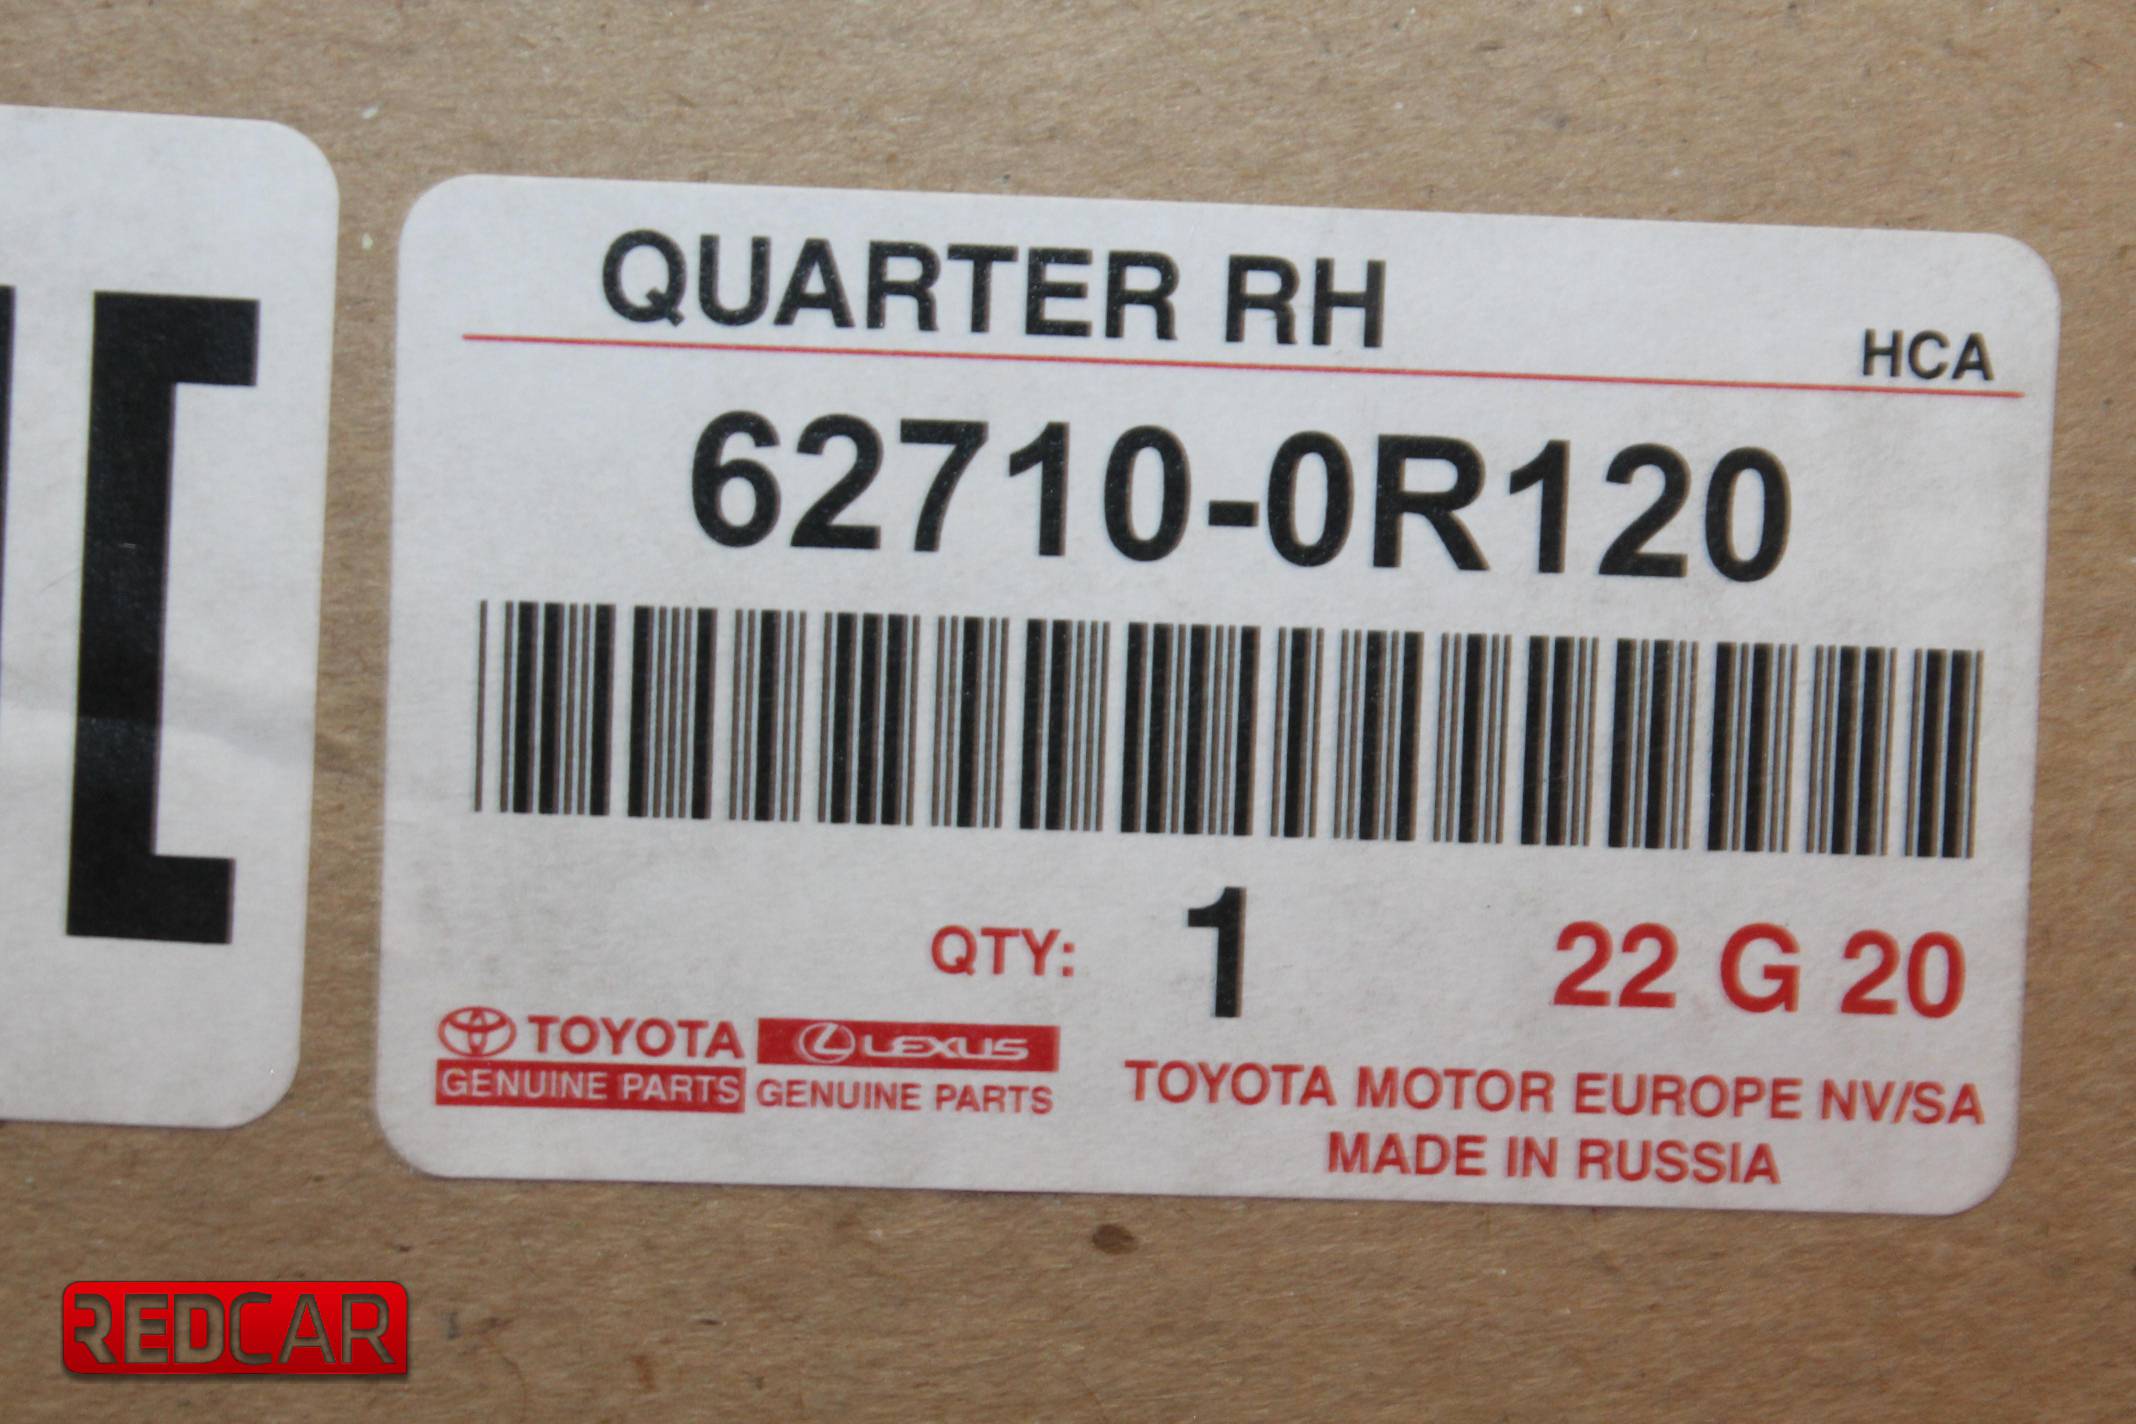 QUARTER RH
HCA
62710-0R120
QTY: 1 22 G 20
TOYOTA LEXUS
GENUINE PARTS GENUINE PARTS
TOYOTA MOTOR EUROPE NV/SA
MADE IN RUSSIA
REDCAR